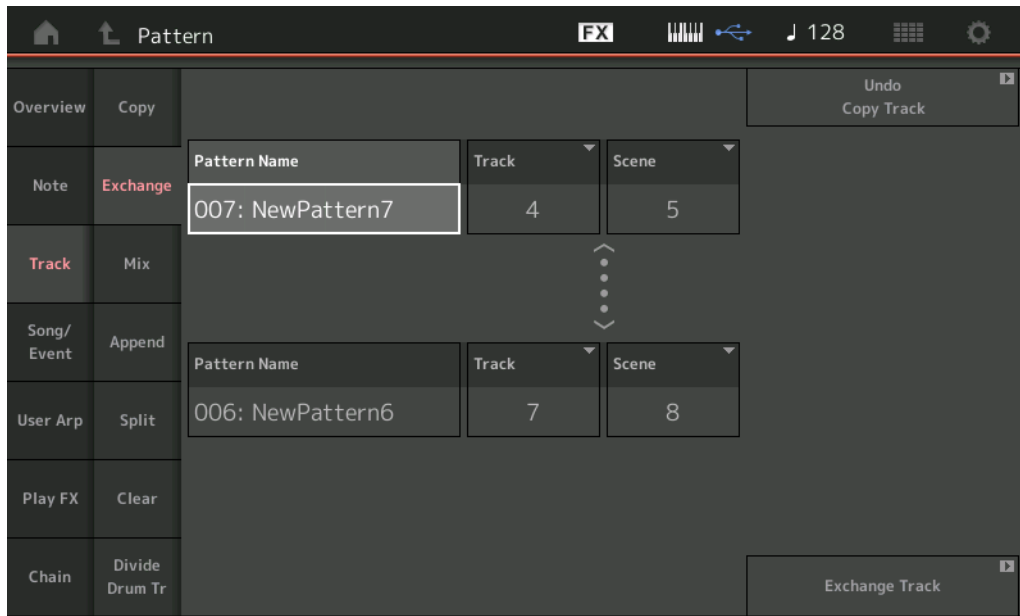 Pattern
FX
♩ 128
Overview
Note
Track
Song/
Event
User Arp
Play FX
Chain
Copy
Exchange
Mix
Append
Split
Clear
Divide
Drum Tr
Pattern Name
Track
Scene
007: NewPattern7
4
5
Pattern Name
Track
Scene
006: NewPattern6
7
8
Undo
Copy Track
Exchange Track